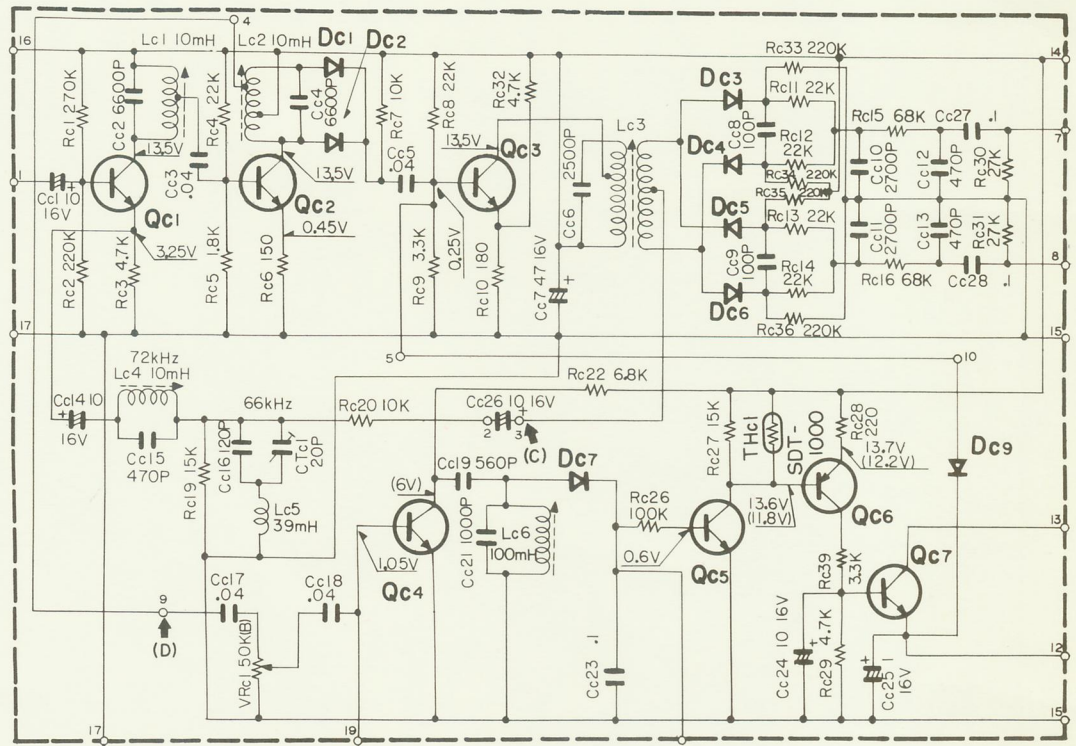 4
16
Lc1 10mH
Lc2 10mH
Dc1
Dc2
Rc33 220K
14
Rc1 270K
Cc2 6600P
Rc4 22K
Cc4 6600P
Rc7 10K
Rc8 22K
Rc32 4.7K
Dc3
Rc11 22K
Lc3
Cc8 100P
Rc15 68K
Cc27 .1
7
Rc12 22K
Dc4
13,5V
13,5V
13,5V
Cc5 .04
Qc3
2500P
Cc6
Rc34 220K
Rc35 220K
Cc10 2700P
Cc12 470P
Rc30 27K
1
Cc1 10 16V
+
Qc1
Cc3 .04
Qc2
Dc5
Rc13 22K
Cc11 2700P
Cc13 470P
Rc31 27K
3,25V
0.45V
0.25V
Rc2 220K
Rc3 4.7K
Rc5 1.8K
Rc6 150
Rc9 3.3K
Rc10 180
Cc7 47 16V
+
Cc9 100P
Rc14 22K
Rc16 68K
Cc28 .1
8
Dc6
Rc36 220K
17
15
5
10
72kHz
Lc4 10mH
Rc22 6.8K
+
Cc14 10
16V
66kHz
Rc20 10K
Cc26 10 16V
+
2
3
(C)
Cc15
470P
Rc19 15K
Cc16 120P
CTc1
20P
Lc5
39mH
(6V)
Cc19 560P
Dc7
Rc27 15K
THc1
SDT-1000
Rc28
220
13.7V
(12.2V)
Dc9
Rc26
100K
13.6V
(11.8V)
Qc6
1.05V
Qc4
Cc21 1000P
Lc6
100mH
0.6V
Qc5
Rc39
3.3K
Qc7
13
Cc17
.04
Cc18
.04
9
(D)
VRc1 50K(B)
Cc23 .1
Cc24 10 16V
+
Rc29 4.7K
+
Cc25 1
16V
12
15
17
19